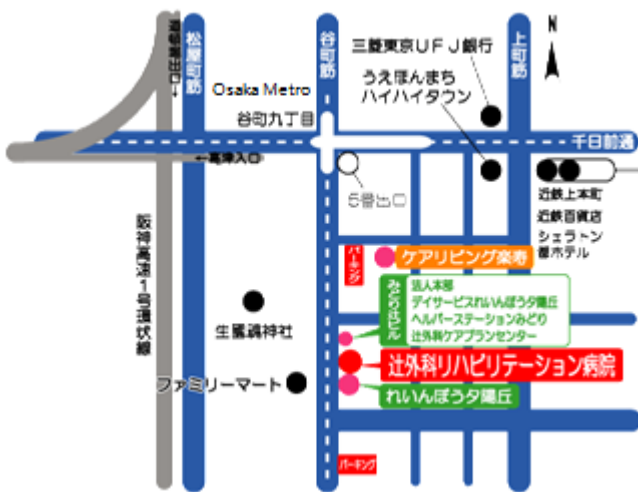 道頓堀出口→
松屋町筋
谷町筋
三菱東京UFJ銀行
上町筋
N
Osaka Metro
うえほんまち
ハイハイタウン
谷町九丁目
千日前通
←高津入口
5番出口
近鉄上本町
近鉄百貨店
シェラトン
都ホテル
阪神高速1号環状線
パーキング
ケアリビング楽寿
みどり辻ビル
法人本部
デイサービスれいんぼう夕陽丘
ヘルパーステーションみどり
辻外科ケアプランセンター
生國魂神社
辻外科リハビリテーション病院
ファミリーマート
れいんぼう夕陽丘
パーキング